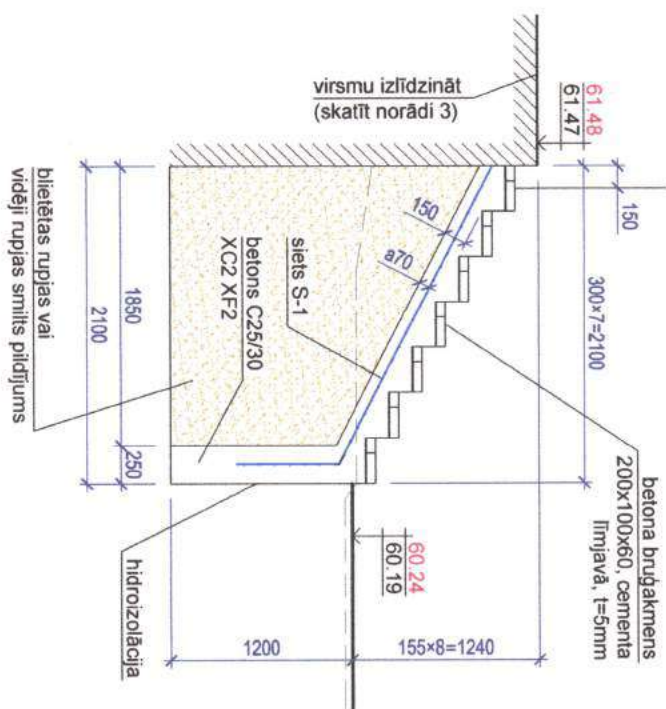 61.48
61.47
virsmu izlīdzināt
(skatīt norādi 3)
150
300×7=2100
betona bruģakmens
200x100x60, cementa
līmjavā, t=5mm
150
a70
siets S-1
betons C25/30
XC2 XF2
60.24
60.19
155×8=1240
1200
hidroizolācija
1850
250
2100
blietētas rupjas vai
vidēji rupjas smilts pildījums